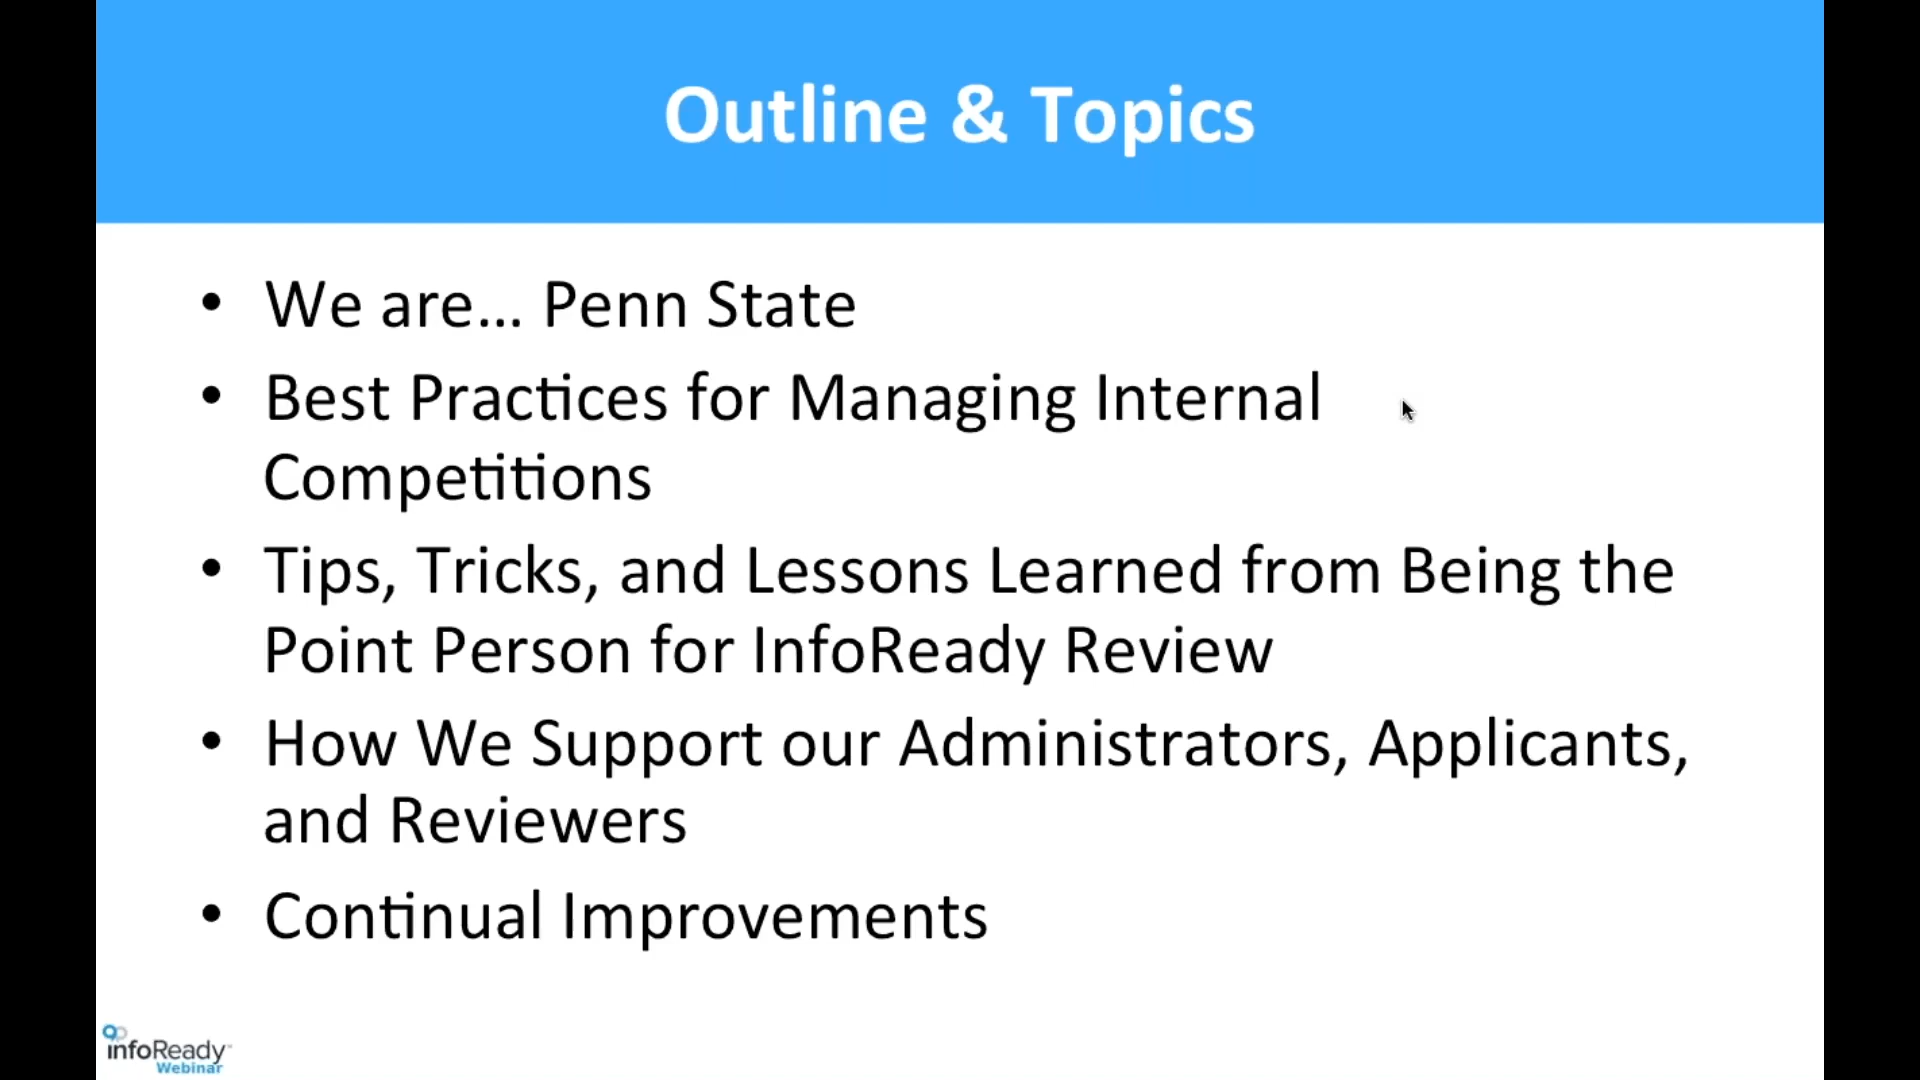 Outline & Topics
• We are... Penn State
• Best Practices for Managing Internal
Competitions
• Tips, Tricks, and Lessons Learned from Being the
Point Person for InfoReady Review
• How We Support our Administrators, Applicants,
and Reviewers
• Continual Improvements
infoReady™
Webinar